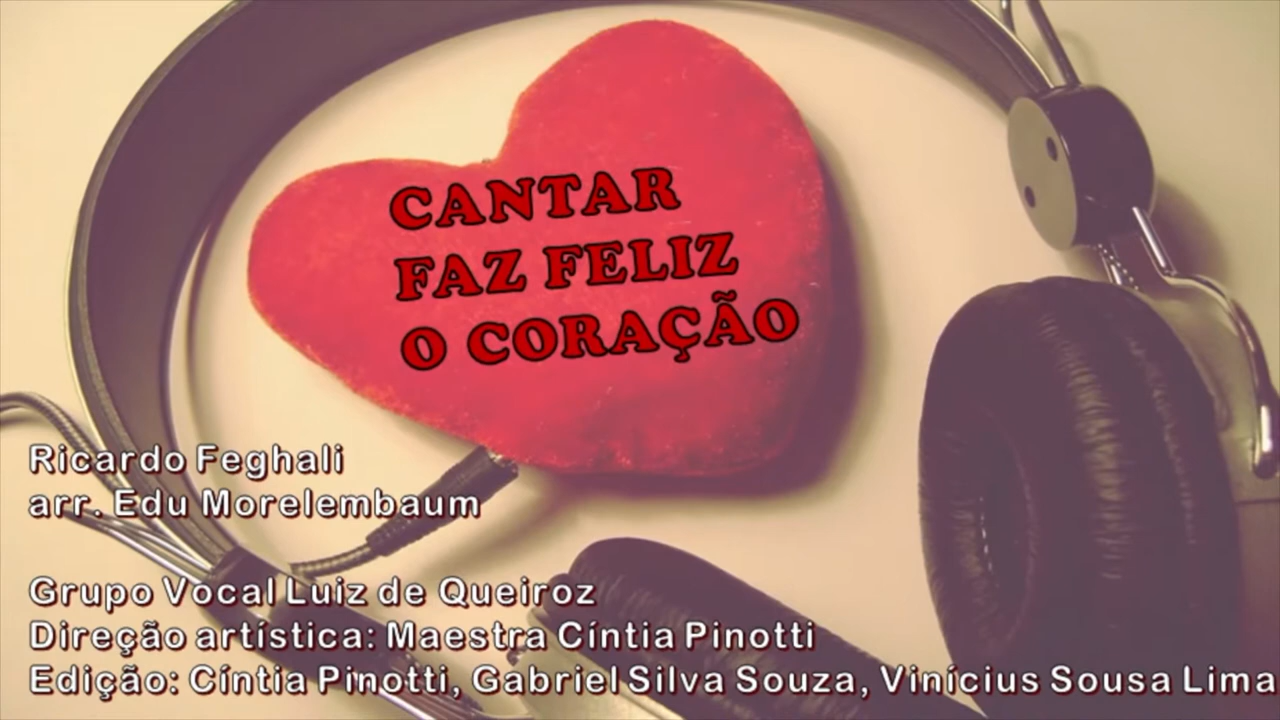 CANTAR
FAZ FELIZ
O CORAÇÃO
Ricardo Feghali
arr. Edu Morelembaum
Grupo Vocal Luiz de Queiroz
Direção artística: Maestra Cíntia Pinotti
Edição: Cíntia Pinotti, Gabriel Silva Souza, Vinícius Sousa Lima